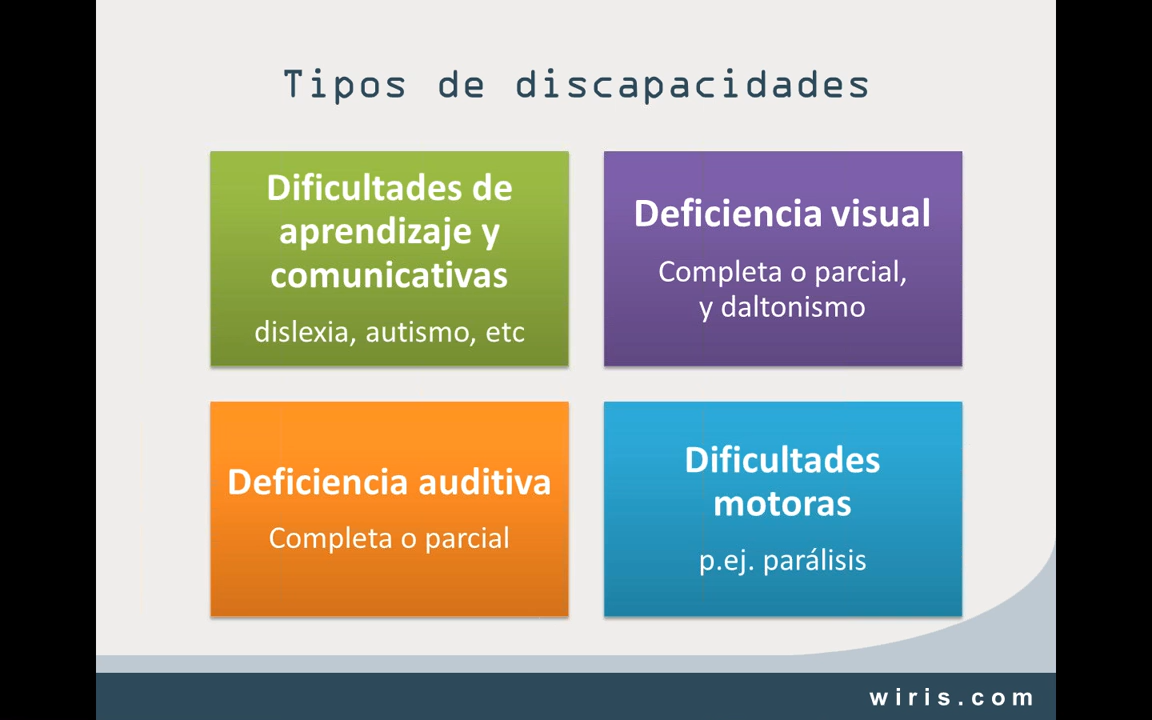 Tipos de discapacidades
Dificultades de
aprendizaje y
comunicativas
dislexia, autismo, etc
Deficiencia visual
Completa o parcial,
y daltonismo
Deficiencia auditiva
Completa o parcial
Dificultades
motoras
p.ej. parálisis
wiris.com